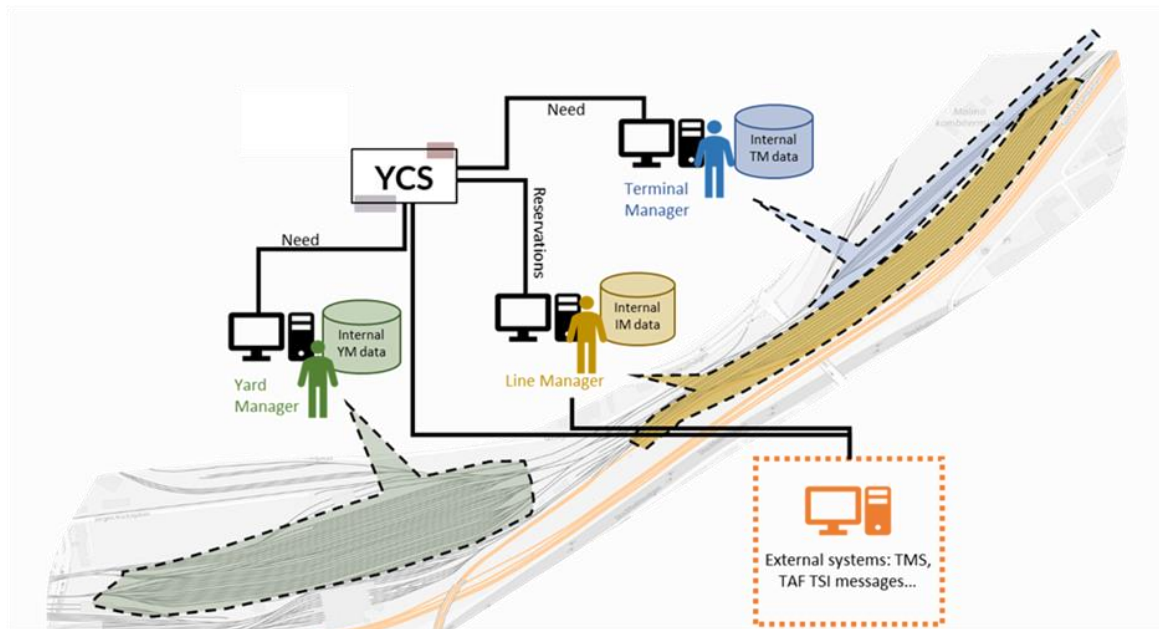 Need
Internal
TM data
YCS
Terminal
Manager
Reservations
Need
Internal
YM data
Internal
IM data
Yard
Manager
Line Manager
External systems: TMS,
TAF TSI messages...